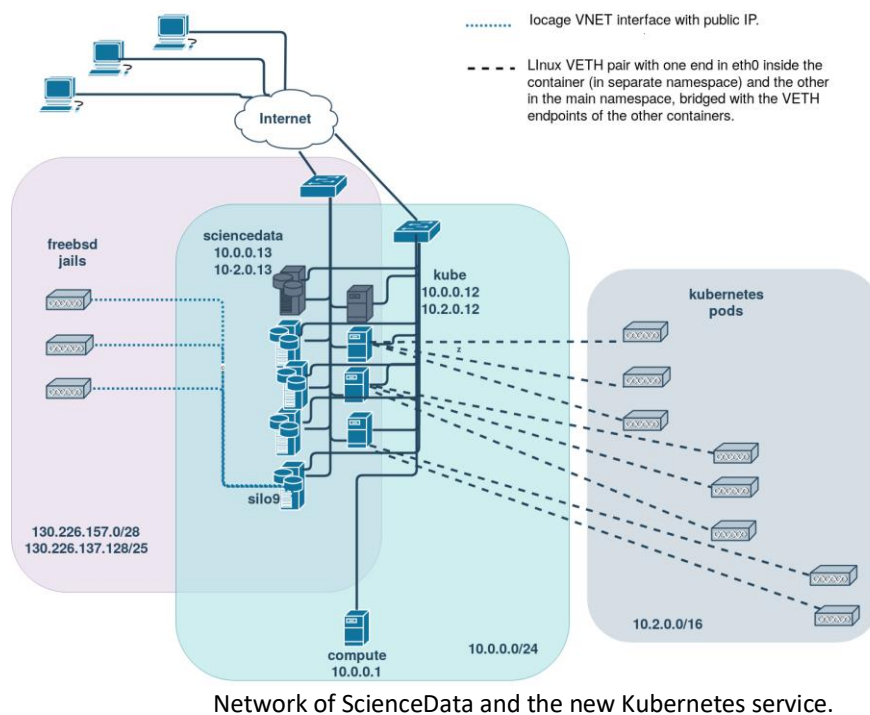 Iocage VNET interface with public IP.
LInux VETH pair with one end in eth0 inside the
container (in separate namespace) and the other
in the main namespace, bridged with the VETH
endpoints of the other containers.
?
?
?
Internet
freebsd
jails
sciencedata
10.0.0.13
10.2.0.13
kube
10.0.0.12
10.2.0.12
kubernetes
pods
z
silo9
130.226.157.0/28
130.226.137.128/25
10.2.0.0/16
10.0.0.0/24
compute
10.0.0.1
Network of ScienceData and the new Kubernetes service.